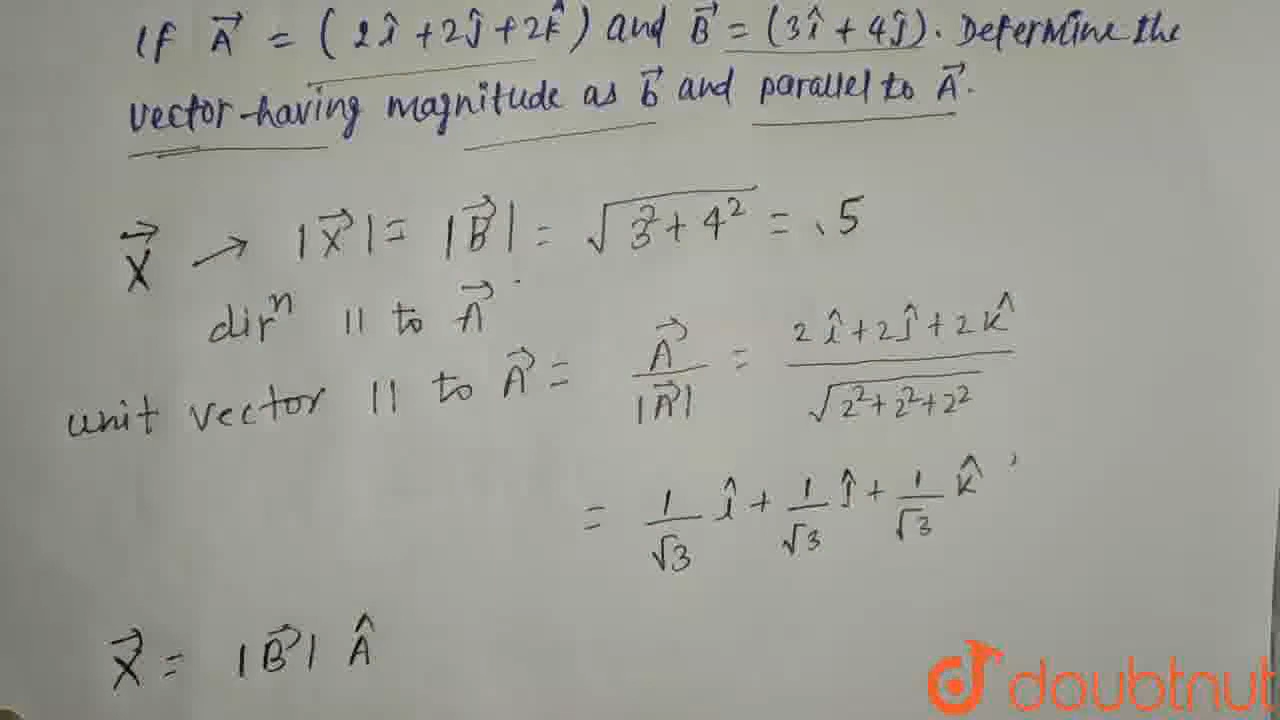 If A⃗ = (2î+2ĵ+2k̂) and B⃗ = (3î+4ĵ). Determine the
vector having magnitude as b⃗ and parallel to A⃗.
X⃗ → |X⃗| = |B⃗| = √(3²+4²) = 5
dirⁿ || to A⃗
unit vector || to A⃗ = A⃗/|A⃗| = (2î+2ĵ+2k̂)/√(2²+2²+2²)
= 1/√3 î + 1/√3 ĵ + 1/√3 k̂
X⃗ = |B⃗| Â
doubtnut